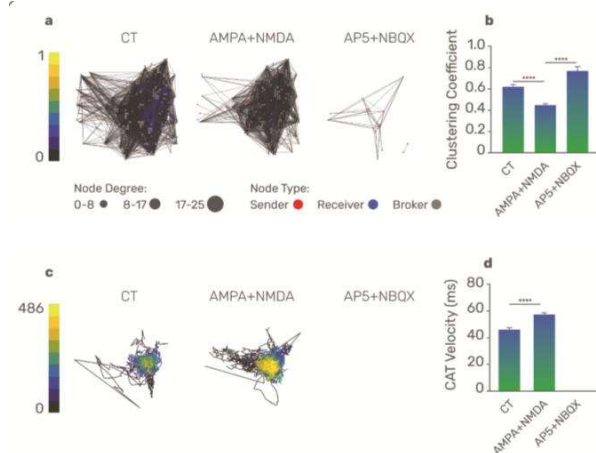 a
CT AMPA+NMDA AP5+NBQX
1
0
Node Degree:
0-8 8-17 17-25
Node Type:
Sender Receiver Broker
b
Clustering Coefficient
1.0
0.8
0.6
0.4
0.2
0
****
****
CT
AMPA+NMDA
AP5+NBQX
c
CT AMPA+NMDA AP5+NBQX
486
0
d
CAT Velocity (ms)
80
60
40
20
0
****
CT
AMPA+NMDA
AP5+NBQX